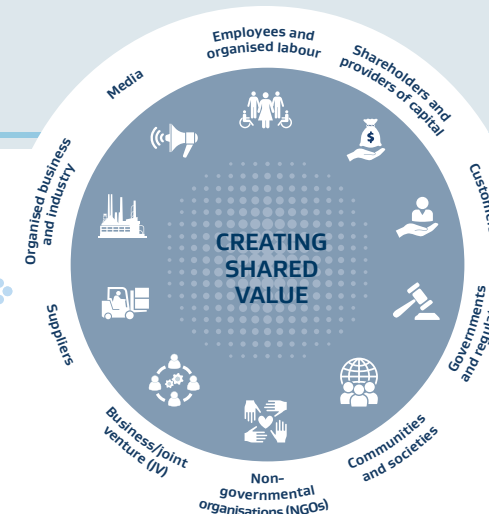 Employees and
organised labour
Shareholders and
providers of capital
Governments
Communities
and societies
Non-
governmental
organisations (NGOs)
Business/joint
venture (JV)
Suppliers
Organised business
and industry
Media
$
CREATING
SHARED
VALUE